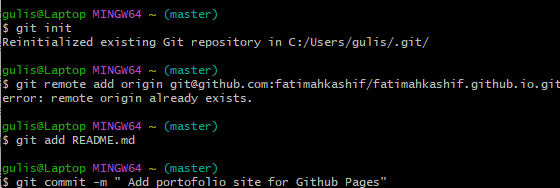 gulis@Laptop MINGW64 ~ (master)
$ git init
Reinitialized existing Git repository in C:/Users/gulis/.git/
gulis@Laptop MINGW64 ~ (master)
$ git remote add origin git@github.com:fatimahkashif/fatimahkashif.github.io.git
error: remote origin already exists.
gulis@Laptop MINGW64 ~ (master)
$ git add README.md
gulis@Laptop MINGW64 ~ (master)
$ git commit -m " Add portofolio site for Github Pages"